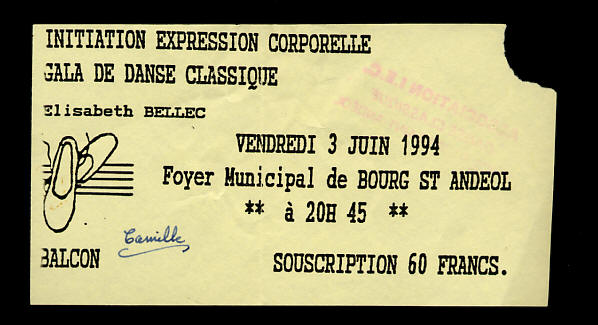 INITIATION EXPRESSION CORPORELLE
GALA DE DANSE CLASSIQUE
Elisabeth BELLEC
VENDREDI 3 JUIN 1994
Foyer Municipal de BOURG ST ANDEOL
** à 20H 45 **
BALCON
Camille
SOUSCRIPTION 60 FRANCS.